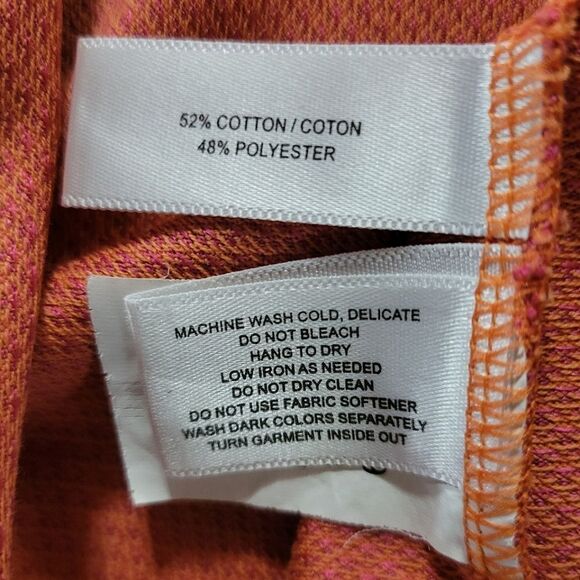 52% COTTON / COTON
48% POLYESTER
MACHINE WASH COLD, DELICATE
DO NOT BLEACH
HANG TO DRY
LOW IRON AS NEEDED
DO NOT DRY CLEAN
DO NOT USE FABRIC SOFTENER
WASH DARK COLORS SEPARATELY
TURN GARMENT INSIDE OUT